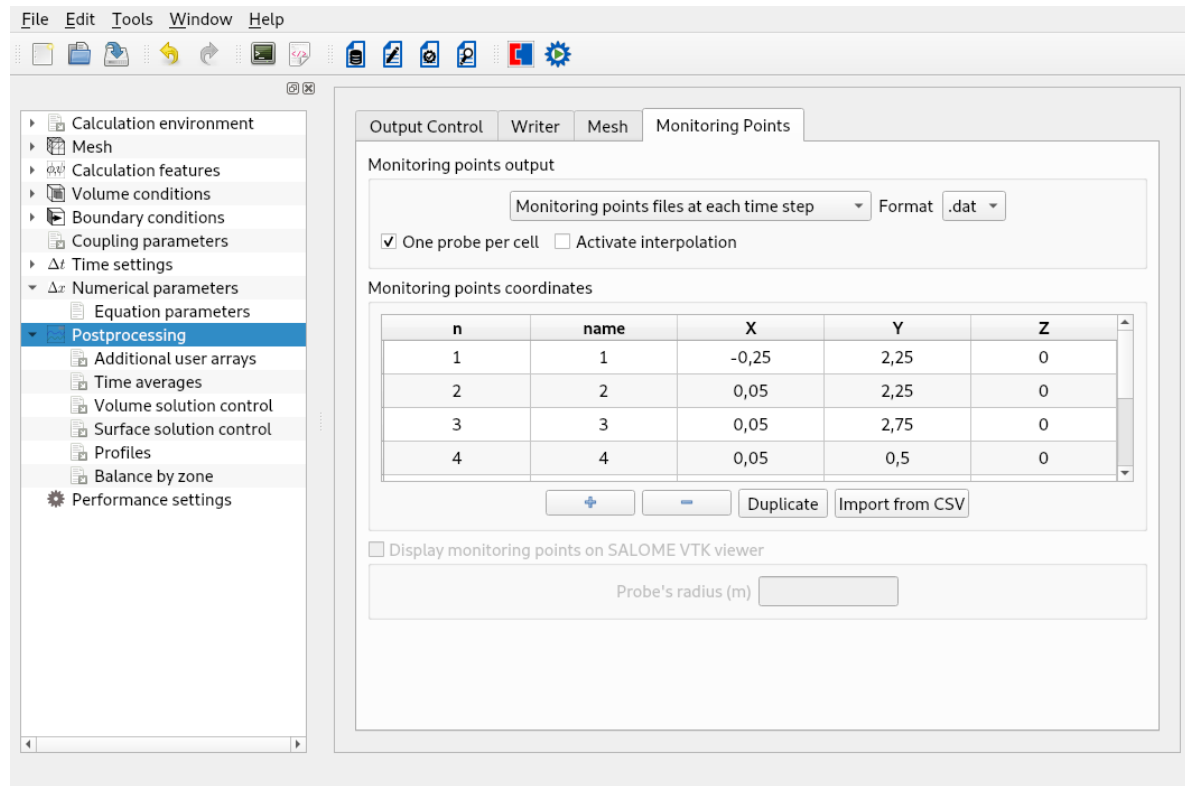 File Edit Tools Window Help
Calculation environment
Mesh
Calculation features
Volume conditions
Boundary conditions
Coupling parameters
Δt Time settings
Δx Numerical parameters
Equation parameters
Postprocessing
Additional user arrays
Time averages
Volume solution control
Surface solution control
Profiles
Balance by zone
Performance settings
Output Control Writer Mesh Monitoring Points
Monitoring points output
Monitoring points files at each time step Format .dat
One probe per cell Activate interpolation
Monitoring points coordinates
n name X Y Z
1 1 -0,25 2,25 0
2 2 0,05 2,25 0
3 3 0,05 2,75 0
4 4 0,05 0,5 0
Duplicate Import from CSV
Display monitoring points on SALOME VTK viewer
Probe's radius (m)